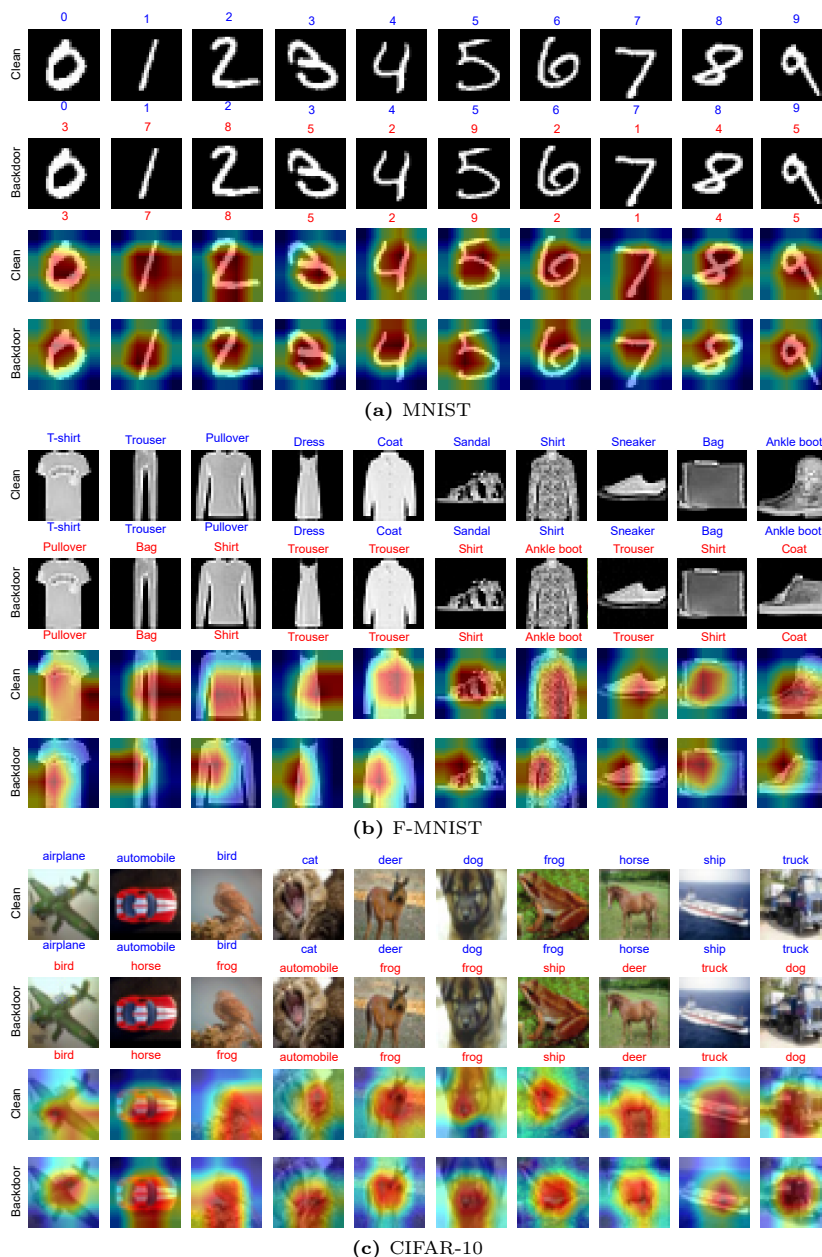 0 1 2 3 4 5 6 7 8 9
Clean
0 1 2 3 4 5 6 7 8 9
3 7 8 5 2 9 2 1 4 5
Backdoor
3 7 8 5 2 9 2 1 4 5
Clean
Backdoor
(a) MNIST
T-shirt Trouser Pullover Dress Coat Sandal Shirt Sneaker Bag Ankle boot
Clean
T-shirt Trouser Pullover Dress Coat Sandal Shirt Sneaker Bag Ankle boot
Pullover Bag Shirt Trouser Trouser Shirt Ankle boot Trouser Shirt Coat
Backdoor
Pullover Bag Shirt Trouser Trouser Shirt Ankle boot Trouser Shirt Coat
Clean
Backdoor
(b) F-MNIST
airplane automobile bird cat deer dog frog horse ship truck
Clean
airplane automobile bird cat deer dog frog horse ship truck
bird horse frog automobile frog frog ship deer truck dog
Backdoor
bird horse frog automobile frog frog ship deer truck dog
Clean
Backdoor
(c) CIFAR-10